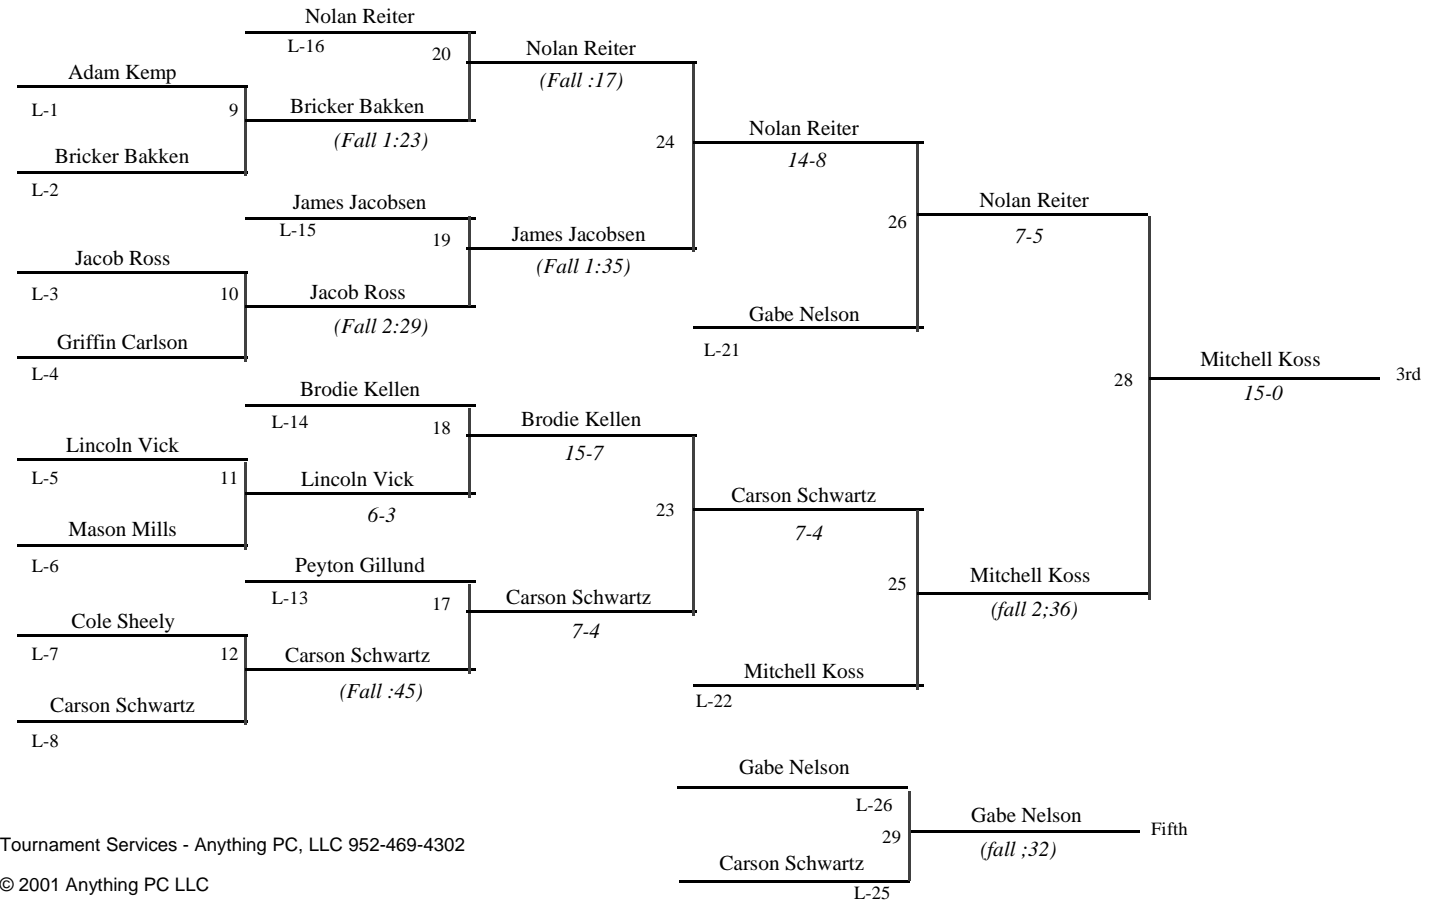 Nolan Reiter
L-16
20
Nolan Reiter
(Fall :17)
Adam Kemp
L-1
9
Bricker Bakken
(Fall 1:23)
Bricker Bakken
L-2
24
Nolan Reiter
14-8
James Jacobsen
L-15
19
James Jacobsen
(Fall 1:35)
26
Nolan Reiter
7-5
Jacob Ross
L-3
10
Jacob Ross
(Fall 2:29)
Griffin Carlson
L-4
Gabe Nelson
L-21
28
Mitchell Koss
15-0
3rd
Brodie Kellen
L-14
18
Brodie Kellen
15-7
Lincoln Vick
L-5
11
Lincoln Vick
6-3
Mason Mills
L-6
23
Carson Schwartz
7-4
Peyton Gillund
L-13
17
Carson Schwartz
7-4
25
Mitchell Koss
(fall 2;36)
Cole Sheely
L-7
12
Carson Schwartz
(Fall :45)
Carson Schwartz
L-8
Mitchell Koss
L-22
Gabe Nelson
L-26
29
Gabe Nelson
(fall ;32)
Fifth
Carson Schwartz
L-25
Tournament Services - Anything PC, LLC 952-469-4302
© 2001 Anything PC LLC